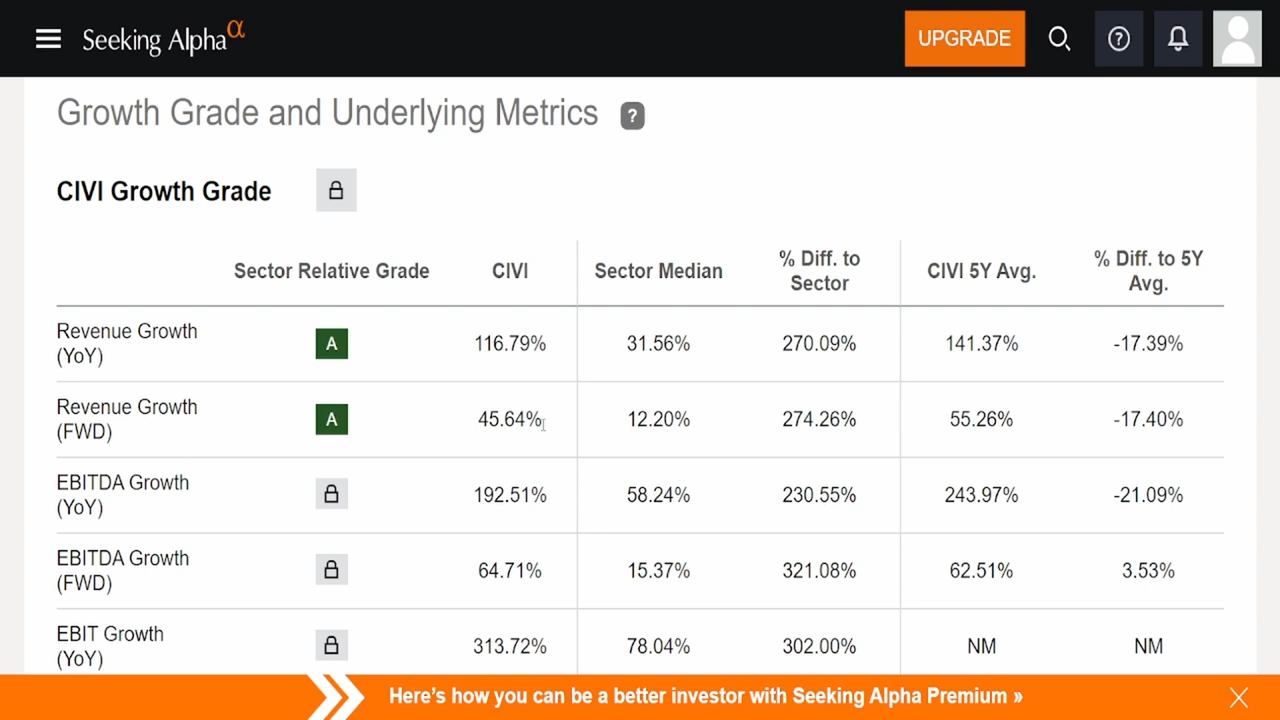 Seeking Alpha α
UPGRADE
Growth Grade and Underlying Metrics ?
CIVI Growth Grade
Sector Relative Grade CIVI Sector Median % Diff. to Sector CIVI 5Y Avg. % Diff. to 5Y Avg.
Revenue Growth (YoY) A 116.79% 31.56% 270.09% 141.37% -17.39%
Revenue Growth (FWD) A 45.64% 12.20% 274.26% 55.26% -17.40%
EBITDA Growth (YoY) 192.51% 58.24% 230.55% 243.97% -21.09%
EBITDA Growth (FWD) 64.71% 15.37% 321.08% 62.51% 3.53%
EBIT Growth (YoY) 313.72% 78.04% 302.00% NM NM
Here's how you can be a better investor with Seeking Alpha Premium »